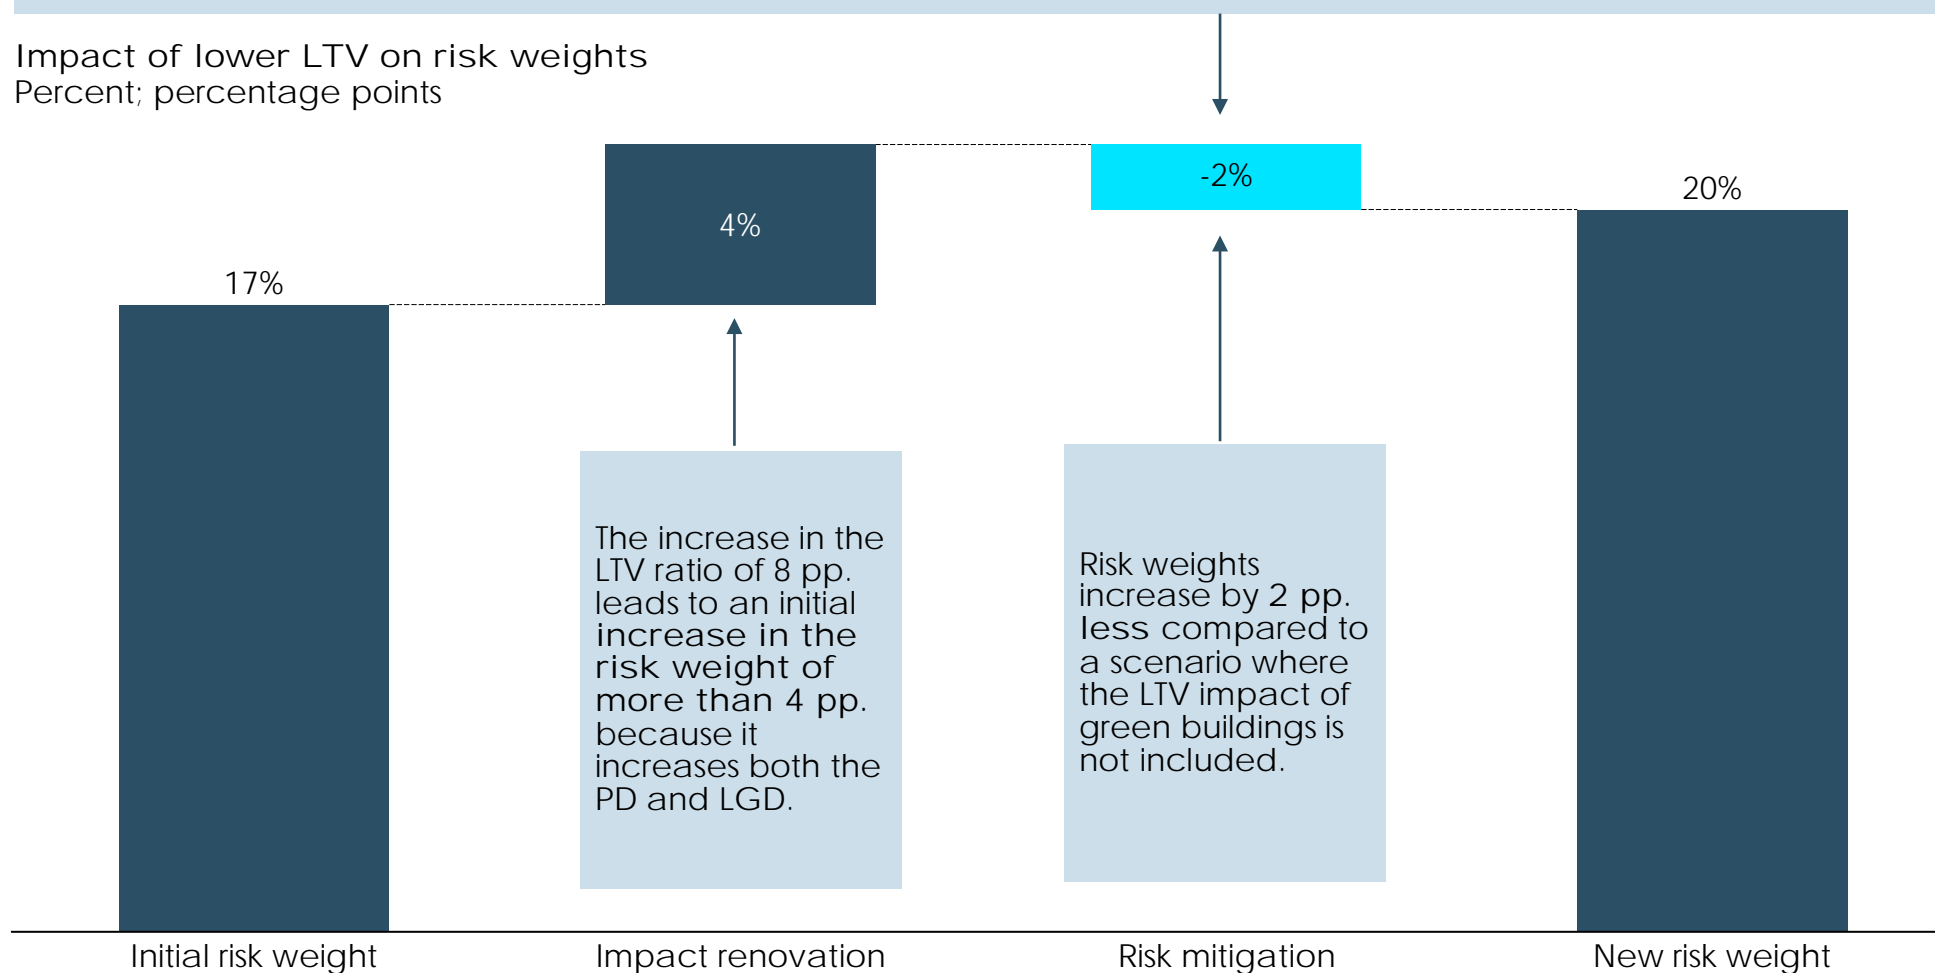 Impact of lower LTV on risk weights
Percent; percentage points
17%
4%
-2%
20%
The increase in the
LTV ratio of 8 pp.
leads to an initial
increase in the
risk weight of
more than 4 pp.
because it
increases both the
PD and LGD.
Risk weights
increase by 2 pp.
less compared to
a scenario where
the LTV impact of
green buildings is
not included.
Initial risk weight
Impact renovation
Risk mitigation
New risk weight